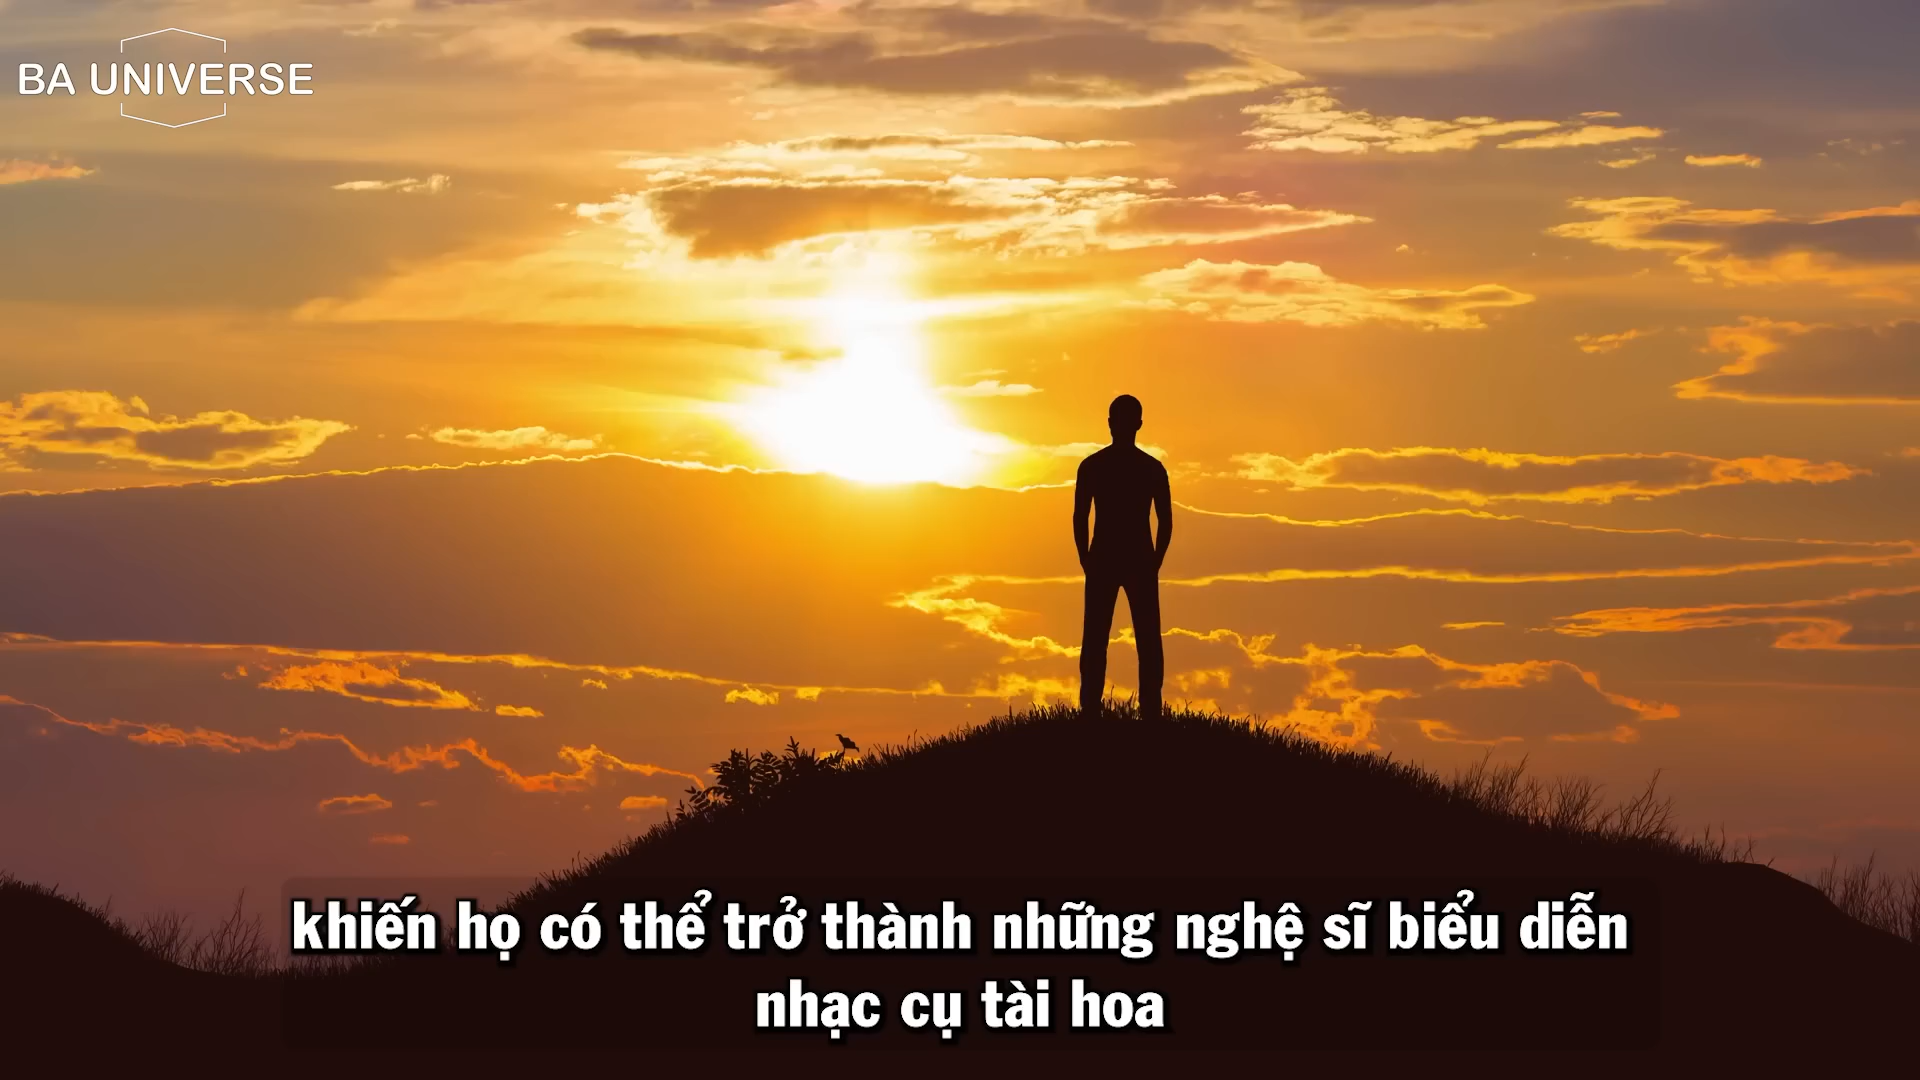 BA UNIVERSE
khiến họ có thể trở thành những nghệ sĩ biểu diễn
nhạc cụ tài hoa